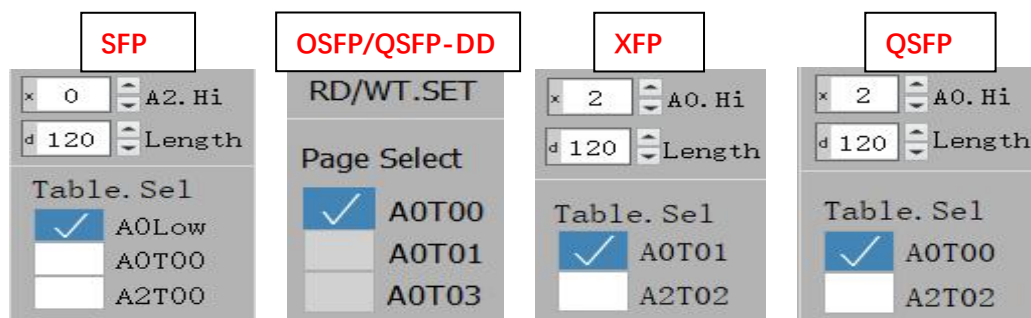 SFP
× 0 A2.Hi
d 120 Length
Table.Sel
A0Low
A0T00
A2T00
OSFP/QSFP-DD
RD/WT.SET
Page Select
A0T00
A0T01
A0T03
XFP
× 2 A0.Hi
d 120 Length
Table.Sel
A0T01
A2T02
QSFP
× 2 A0.Hi
d 120 Length
Table.Sel
A0T00
A2T02